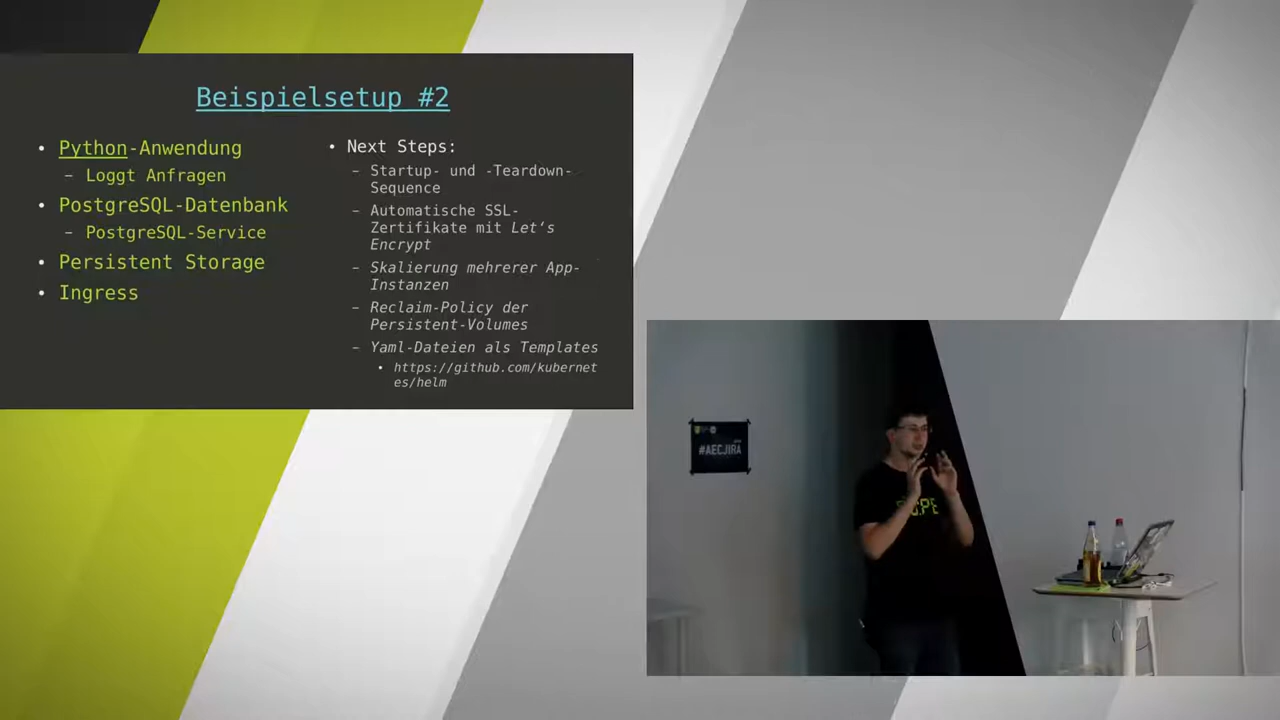 Beispielsetup #2
• Python-Anwendung
– Loggt Anfragen
• PostgreSQL-Datenbank
– PostgreSQL-Service
• Persistent Storage
• Ingress
• Next Steps:
– Startup- und -Teardown-
Sequence
– Automatische SSL-
Zertifikate mit Let‘s
Encrypt
– Skalierung mehrerer App-
Instanzen
– Reclaim-Policy der
Persistent-Volumes
– Yaml-Dateien als Templates
• https://github.com/kubernet
es/helm
#AECJIRA